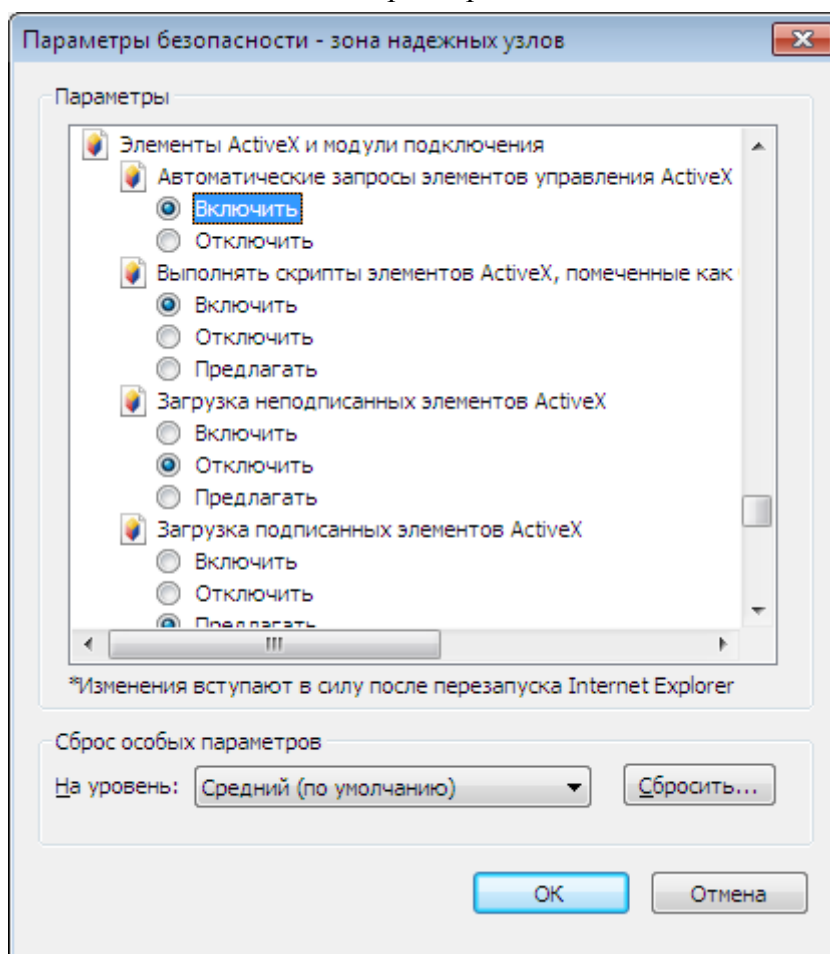 Параметры безопасности - зона надежных узлов
Параметры
Элементы ActiveX и модули подключения
Автоматические запросы элементов управления ActiveX
Включить
Отключить
Выполнять скрипты элементов ActiveX, помеченные как
Включить
Отключить
Предлагать
Загрузка неподписанных элементов ActiveX
Включить
Отключить
Предлагать
Загрузка подписанных элементов ActiveX
Включить
Отключить
Предлагать
*Изменения вступают в силу после перезапуска Internet Explorer
Сброс особых параметров
На уровень: Средний (по умолчанию) Сбросить...
ОК Отмена